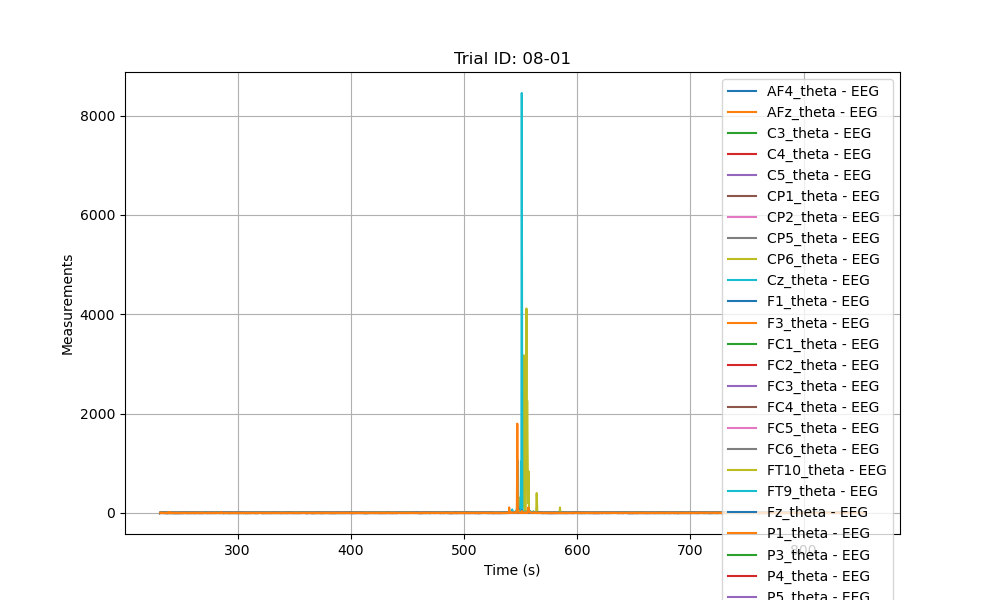 Trial ID: 08-01
Measurements
8000
6000
4000
2000
0
300
400
500
600
700
800
Time (s)
AF4_theta - EEG
AFz_theta - EEG
C3_theta - EEG
C4_theta - EEG
C5_theta - EEG
CP1_theta - EEG
CP2_theta - EEG
CP5_theta - EEG
CP6_theta - EEG
Cz_theta - EEG
F1_theta - EEG
F3_theta - EEG
FC1_theta - EEG
FC2_theta - EEG
FC3_theta - EEG
FC4_theta - EEG
FC5_theta - EEG
FC6_theta - EEG
FT10_theta - EEG
FT9_theta - EEG
Fz_theta - EEG
P1_theta - EEG
P3_theta - EEG
P4_theta - EEG
P5_theta - EEG